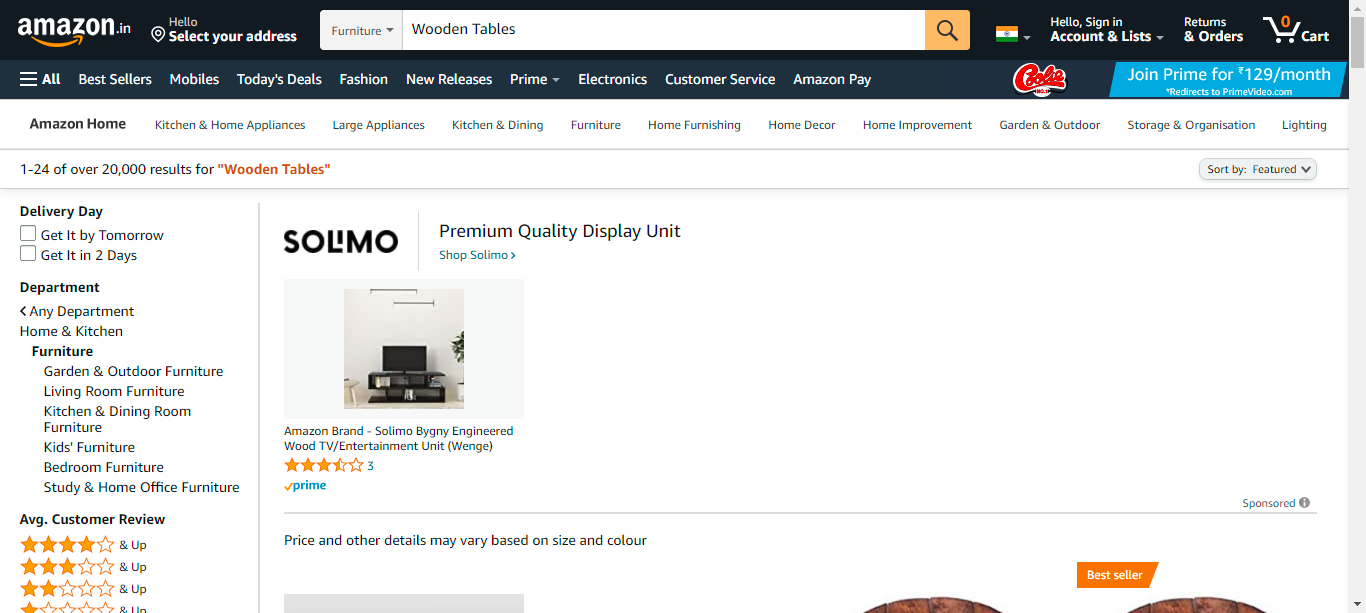 amazon.in
Hello
Select your address
Furniture
Wooden Tables
Hello, Sign in
Account & Lists
Returns
& Orders
0
Cart
All
Best Sellers
Mobiles
Today's Deals
Fashion
New Releases
Prime
Electronics
Customer Service
Amazon Pay
Coolie
NO.1
Join Prime for ₹129/month
*Redirects to PrimeVideo.com
Amazon Home
Kitchen & Home Appliances
Large Appliances
Kitchen & Dining
Furniture
Home Furnishing
Home Decor
Home Improvement
Garden & Outdoor
Storage & Organisation
Lighting
1-24 of over 20,000 results for "Wooden Tables"
Sort by: Featured
Delivery Day
Get It by Tomorrow
Get It in 2 Days
Department
Any Department
Home & Kitchen
Furniture
Garden & Outdoor Furniture
Living Room Furniture
Kitchen & Dining Room
Furniture
Kids' Furniture
Bedroom Furniture
Study & Home Office Furniture
Avg. Customer Review
& Up
& Up
& Up
& Up
SOLIMO
Premium Quality Display Unit
Shop Solimo
Amazon Brand - Solimo Bygny Engineered
Wood TV/Entertainment Unit (Wenge)
3
prime
Sponsored
Price and other details may vary based on size and colour
Best seller